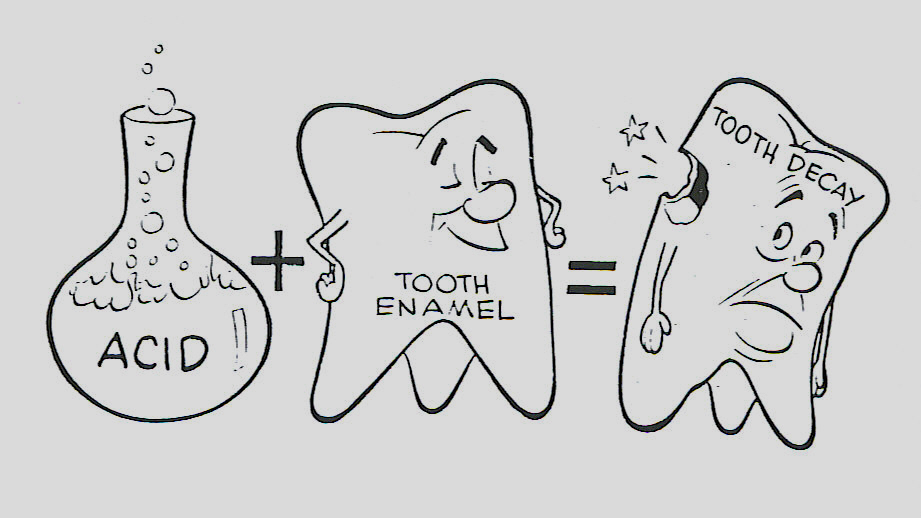 ACID
+
TOOTH
ENAMEL
=
TOOTH DECAY